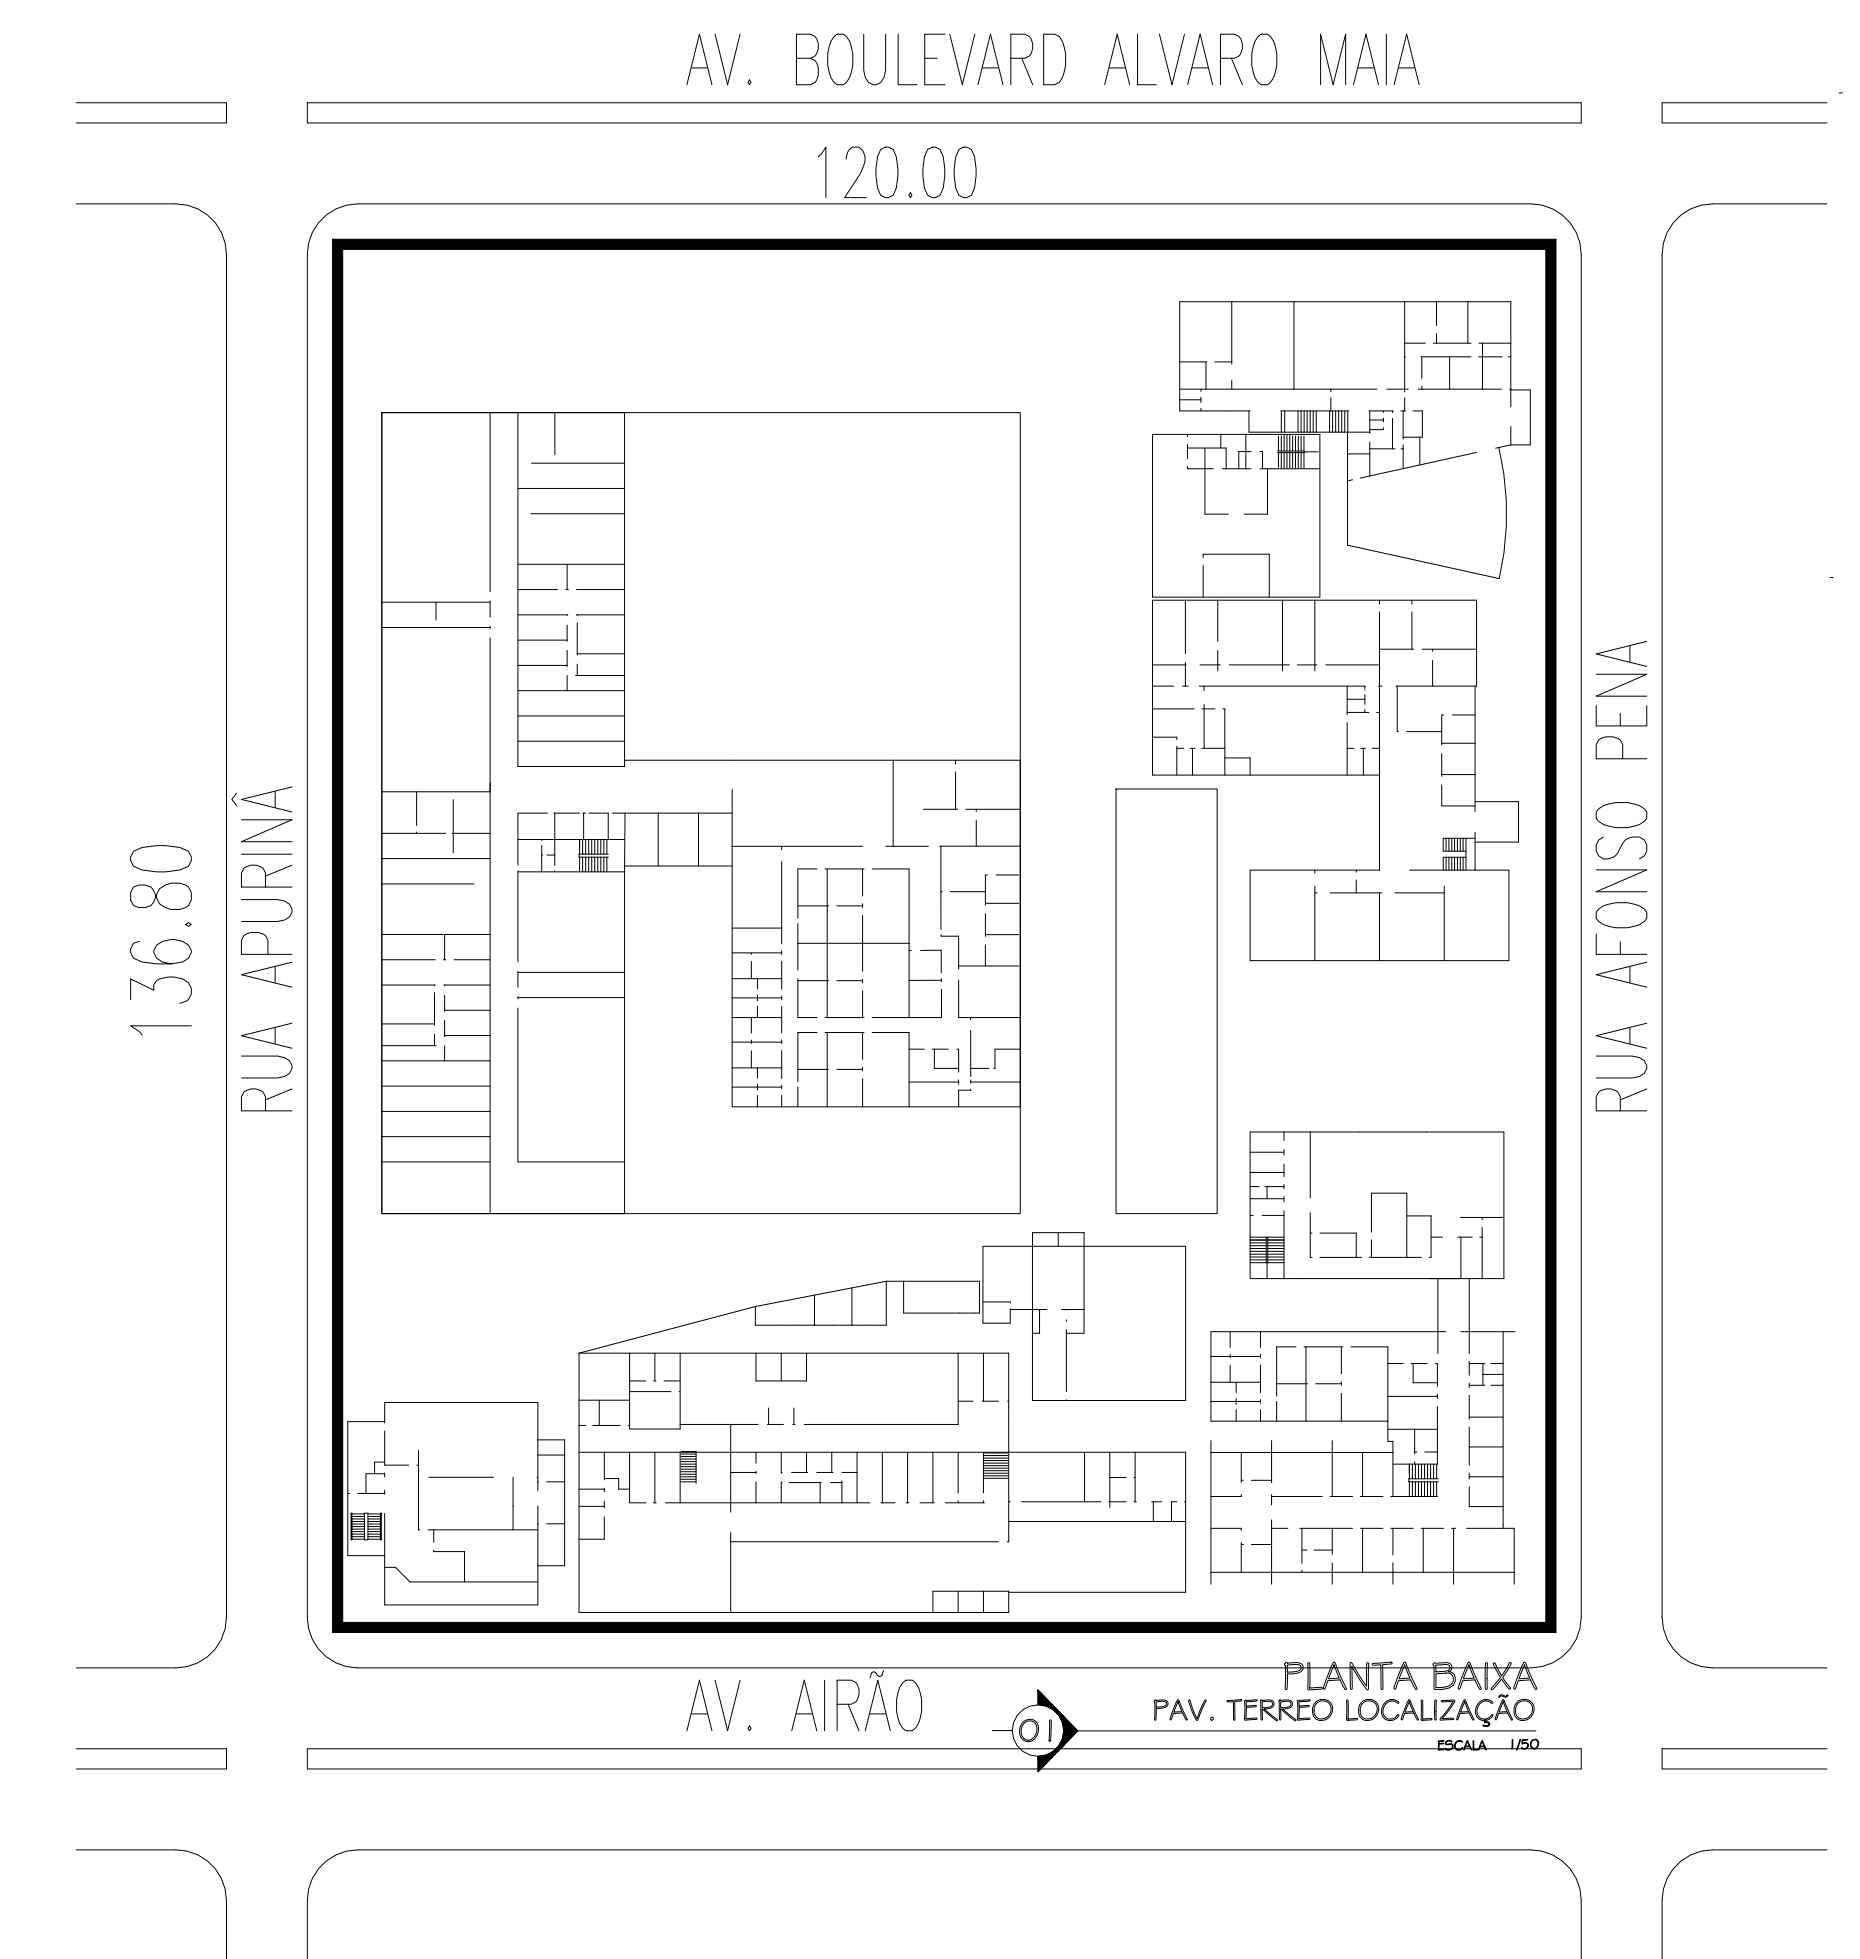 AV. BOULEVARD ALVARO MAIA
120.00
136.80
RUA APURINÃ
RUA AFONSO PENA
AV. AIRÃO
01
PLANTA BAIXA
PAV. TERREO LOCALIZAÇÃO
ESCALA 1/50